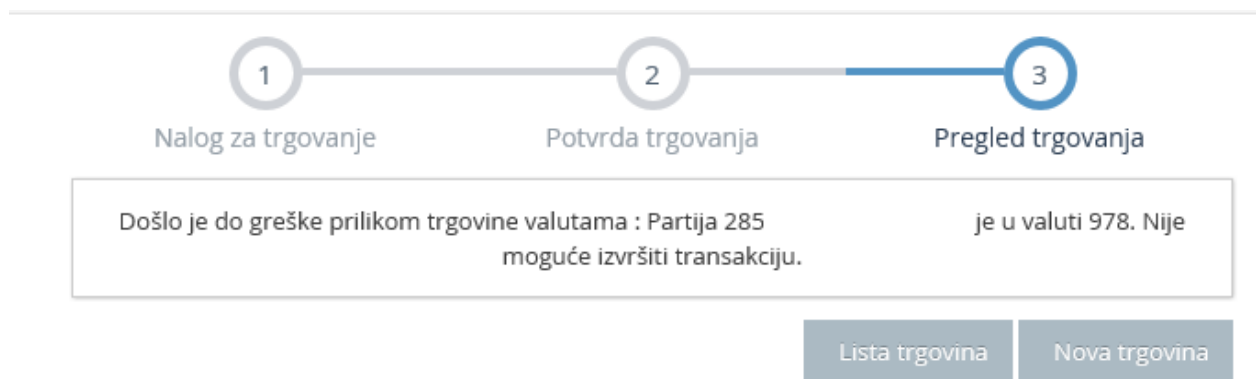 1
2
3
Nalog za trgovanje
Potvrda trgovanja
Pregled trgovanja
Došlo je do greške prilikom trgovine valutama : Partija 285 je u valuti 978. Nije
moguće izvršiti transakciju.
Lista trgovina
Nova trgovina